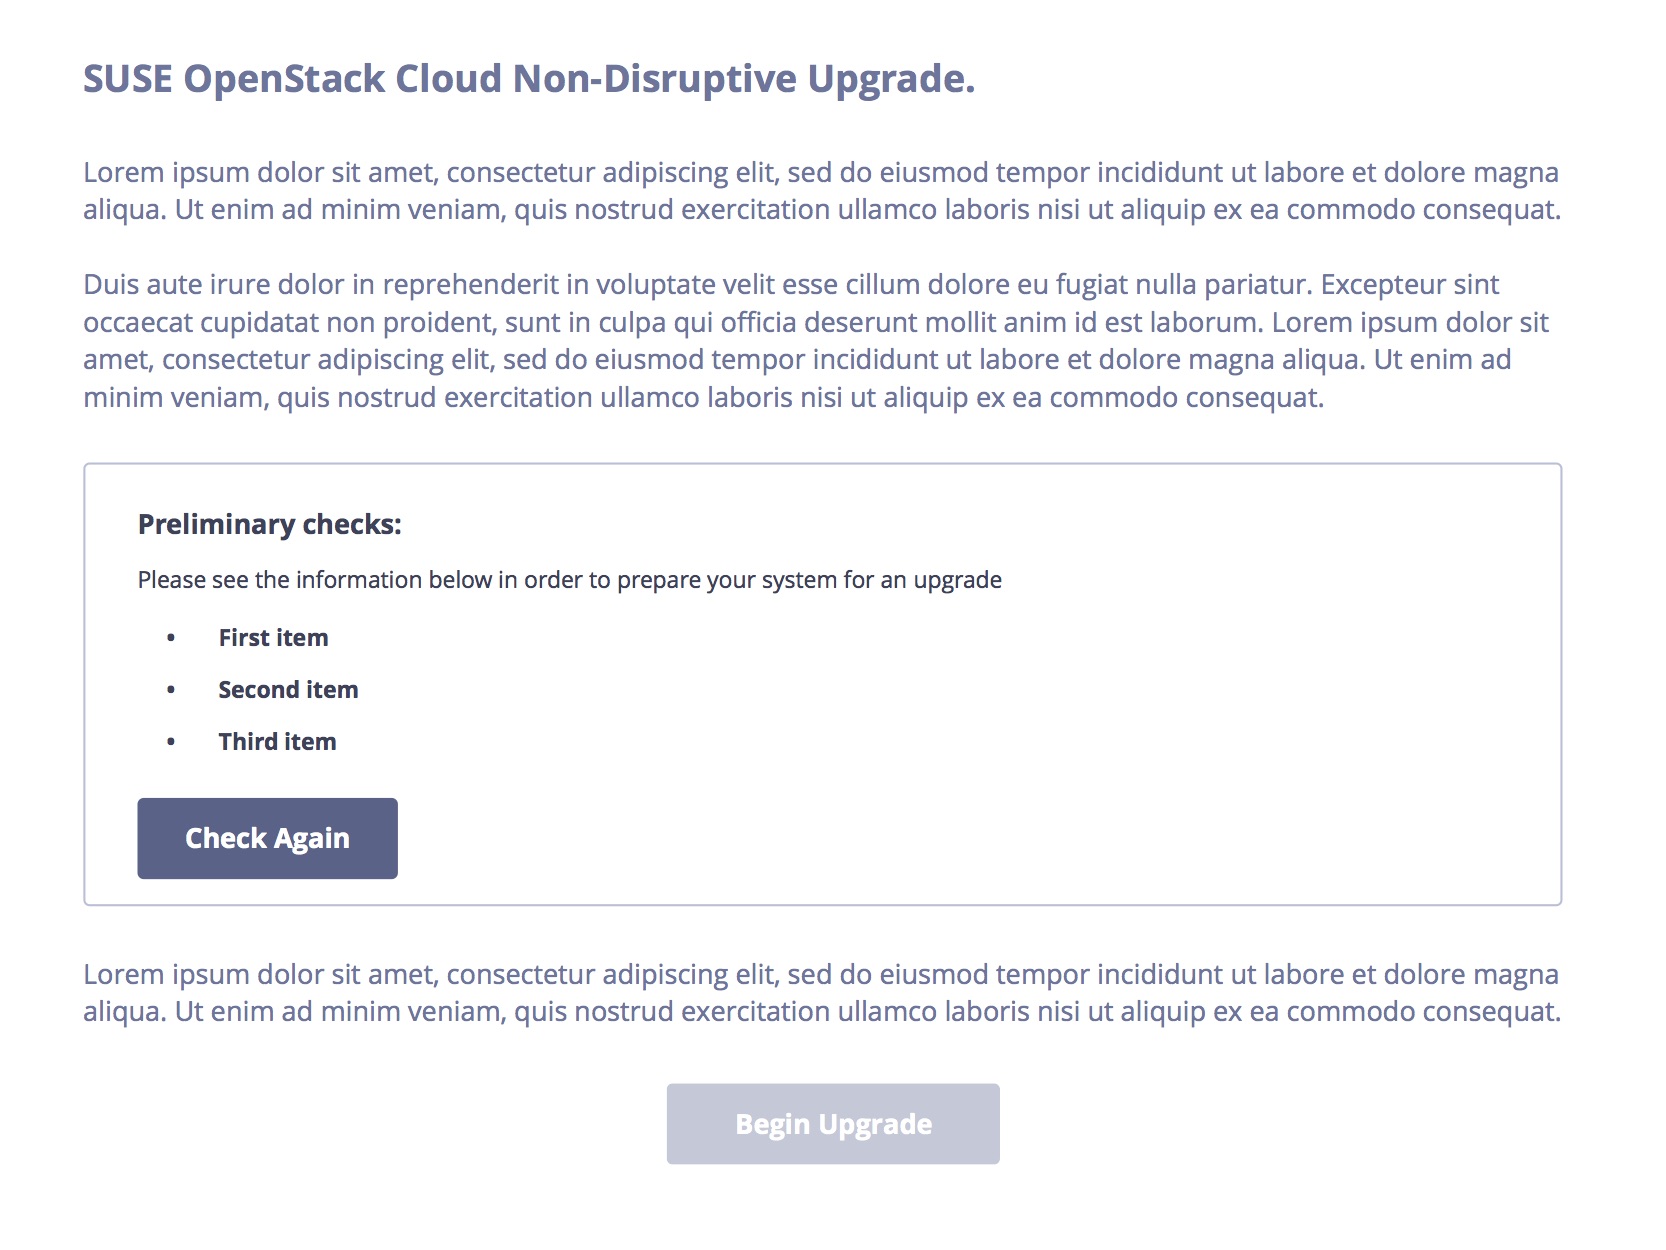 SUSE OpenStack Cloud Non-Disruptive Upgrade.
Lorem ipsum dolor sit amet, consectetur adipiscing elit, sed do eiusmod tempor incididunt ut labore et dolore magna
aliqua. Ut enim ad minim veniam, quis nostrud exercitation ullamco laboris nisi ut aliquip ex ea commodo consequat.
Duis aute irure dolor in reprehenderit in voluptate velit esse cillum dolore eu fugiat nulla pariatur. Excepteur sint
occaecat cupidatat non proident, sunt in culpa qui officia deserunt mollit anim id est laborum. Lorem ipsum dolor sit
amet, consectetur adipiscing elit, sed do eiusmod tempor incididunt ut labore et dolore magna aliqua. Ut enim ad
minim veniam, quis nostrud exercitation ullamco laboris nisi ut aliquip ex ea commodo consequat.
Preliminary checks:
Please see the information below in order to prepare your system for an upgrade
• First item
• Second item
• Third item
Check Again
Lorem ipsum dolor sit amet, consectetur adipiscing elit, sed do eiusmod tempor incididunt ut labore et dolore magna
aliqua. Ut enim ad minim veniam, quis nostrud exercitation ullamco laboris nisi ut aliquip ex ea commodo consequat.
Begin Upgrade